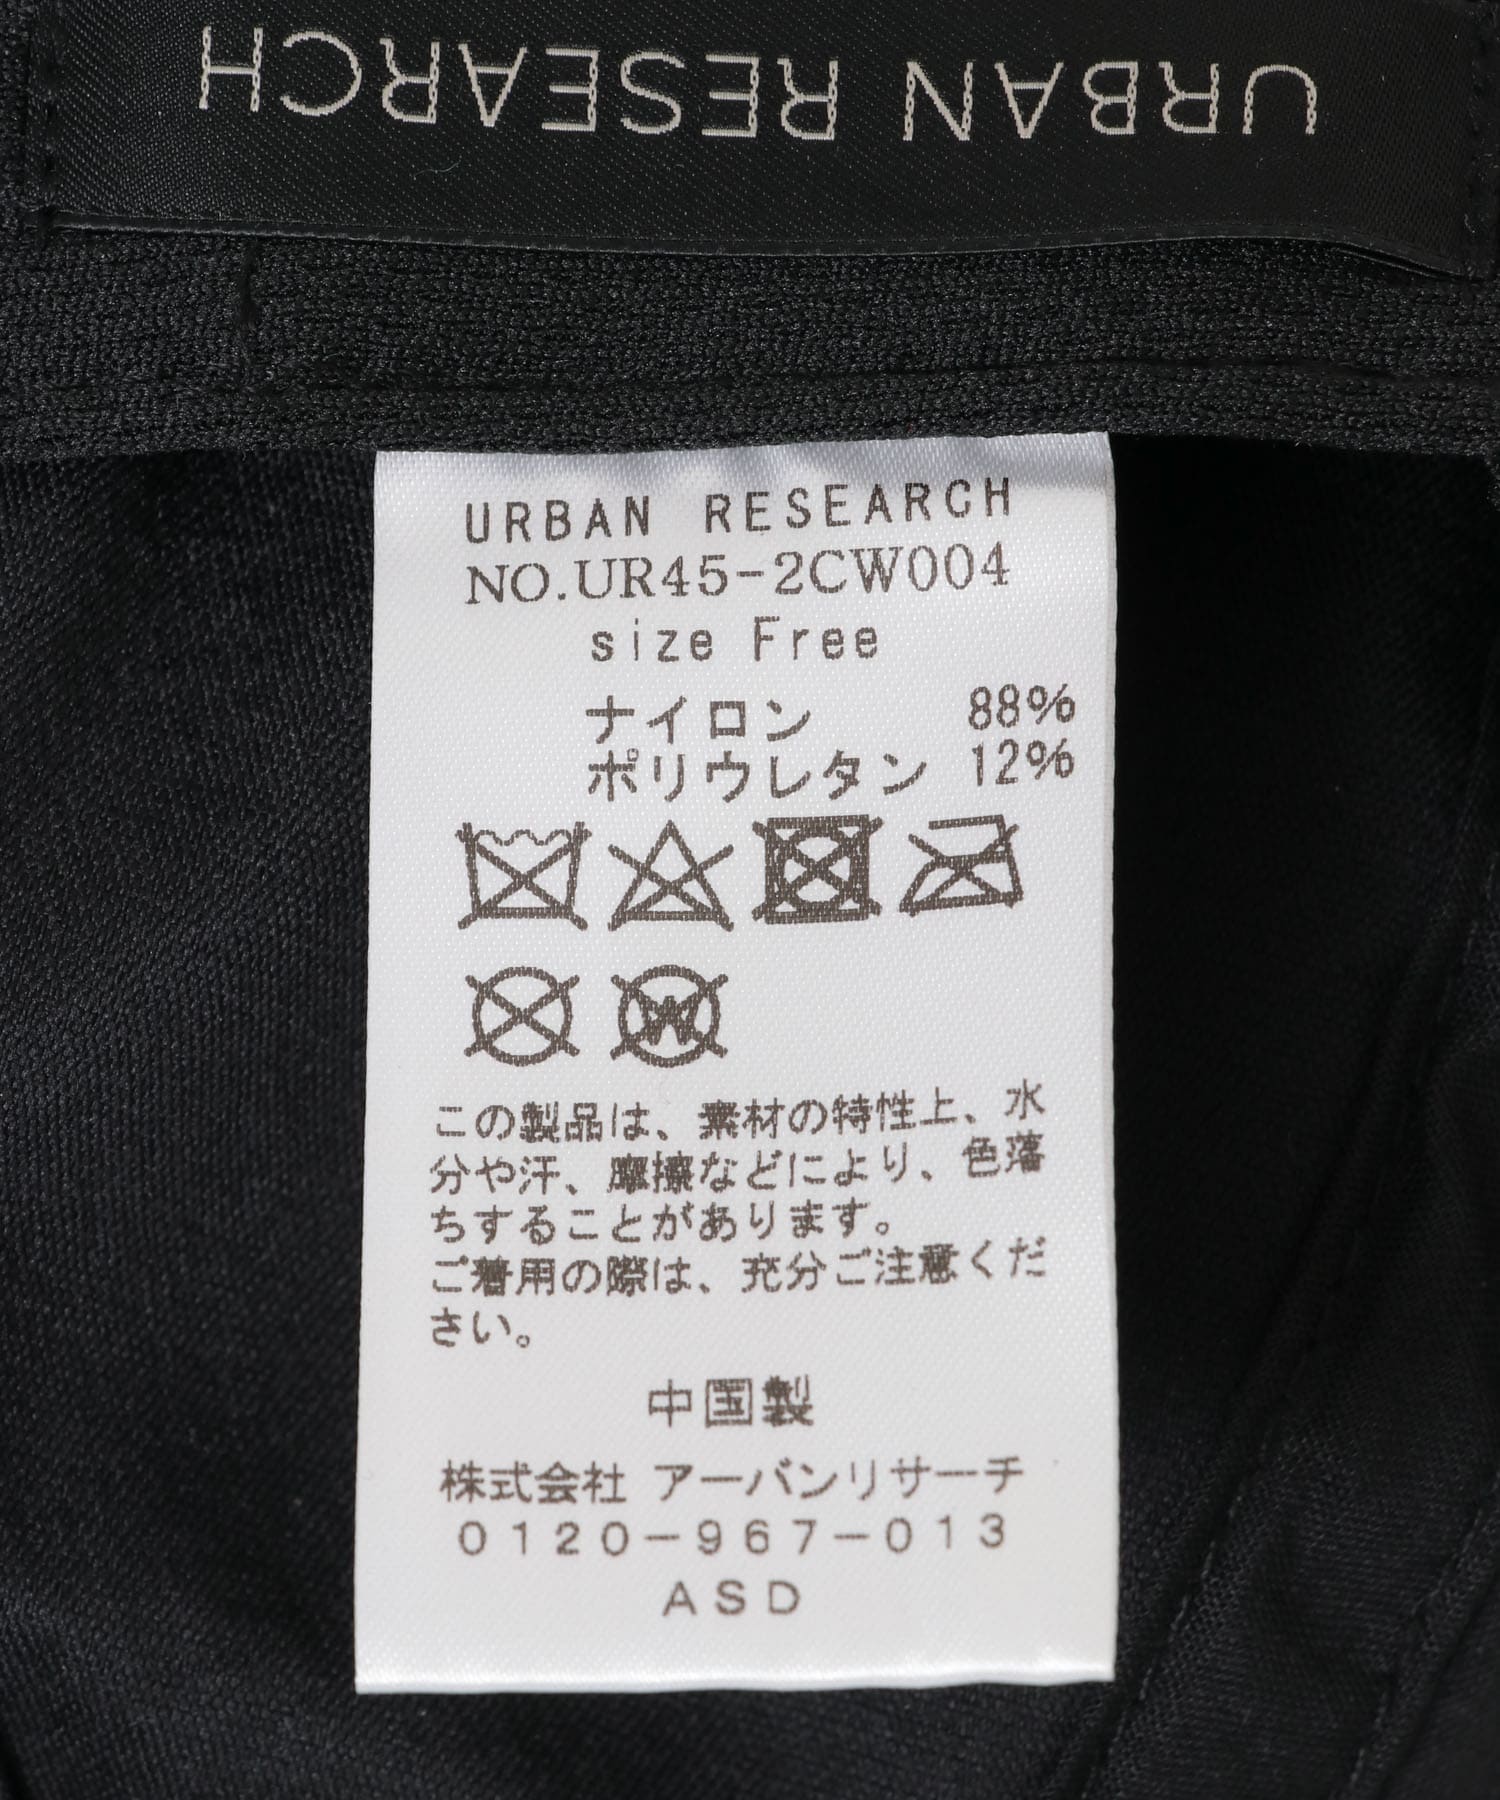 URBAN RESEARCH
URBAN RESEARCH
NO.UR45-2CW004
size Free
ナイロン 88%
ポリウレタン 12%
W
この製品は、素材の特性上、水
分や汗、摩擦などにより、色落
ちすることがあります。
ご着用の際は、充分ご注意くだ
さい。
中国製
株式会社 アーバンリサーチ
0120-967-013
ASD